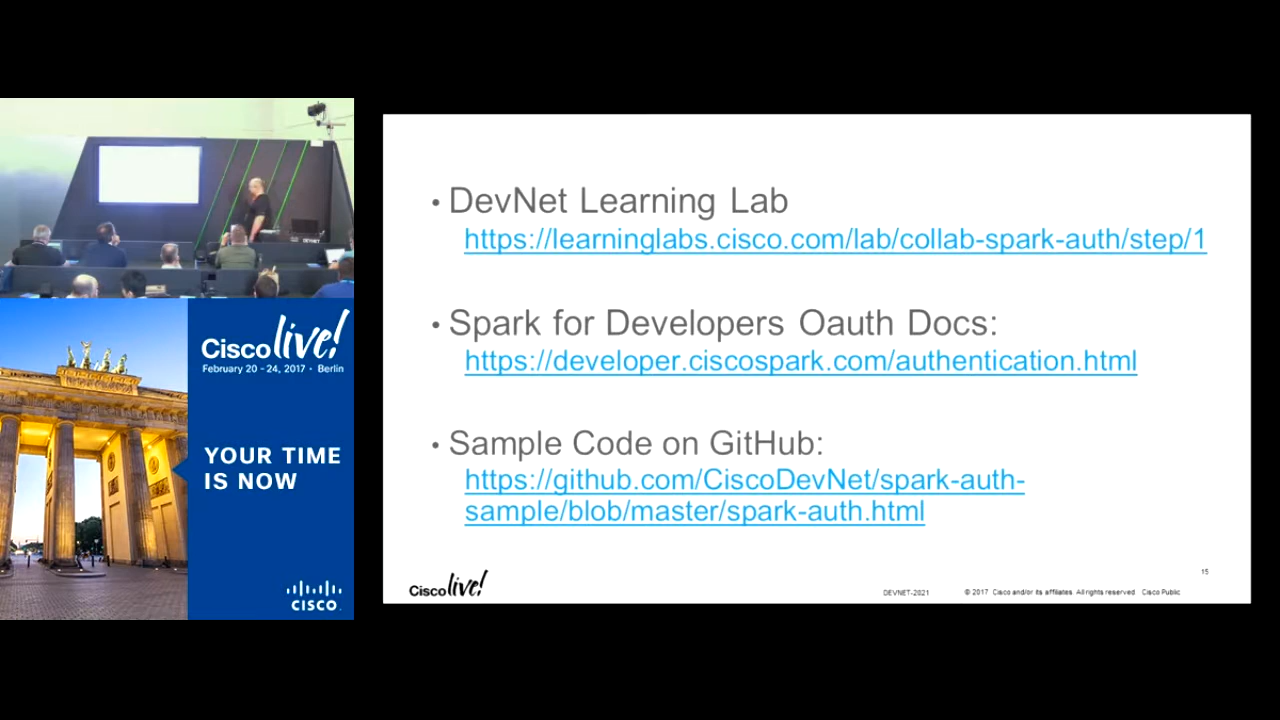 Cisco live!
February 20 - 24, 2017 • Berlin
YOUR TIME
IS NOW
CISCO
• DevNet Learning Lab
https://learninglabs.cisco.com/lab/collab-spark-auth/step/1
• Spark for Developers Oauth Docs:
https://developer.ciscospark.com/authentication.html
• Sample Code on GitHub:
https://github.com/CiscoDevNet/spark-auth-
sample/blob/master/spark-auth.html
15
Cisco live!
DEVNET-2021
© 2017 Cisco and/or its affiliates. All rights reserved. Cisco Public
DEVNET